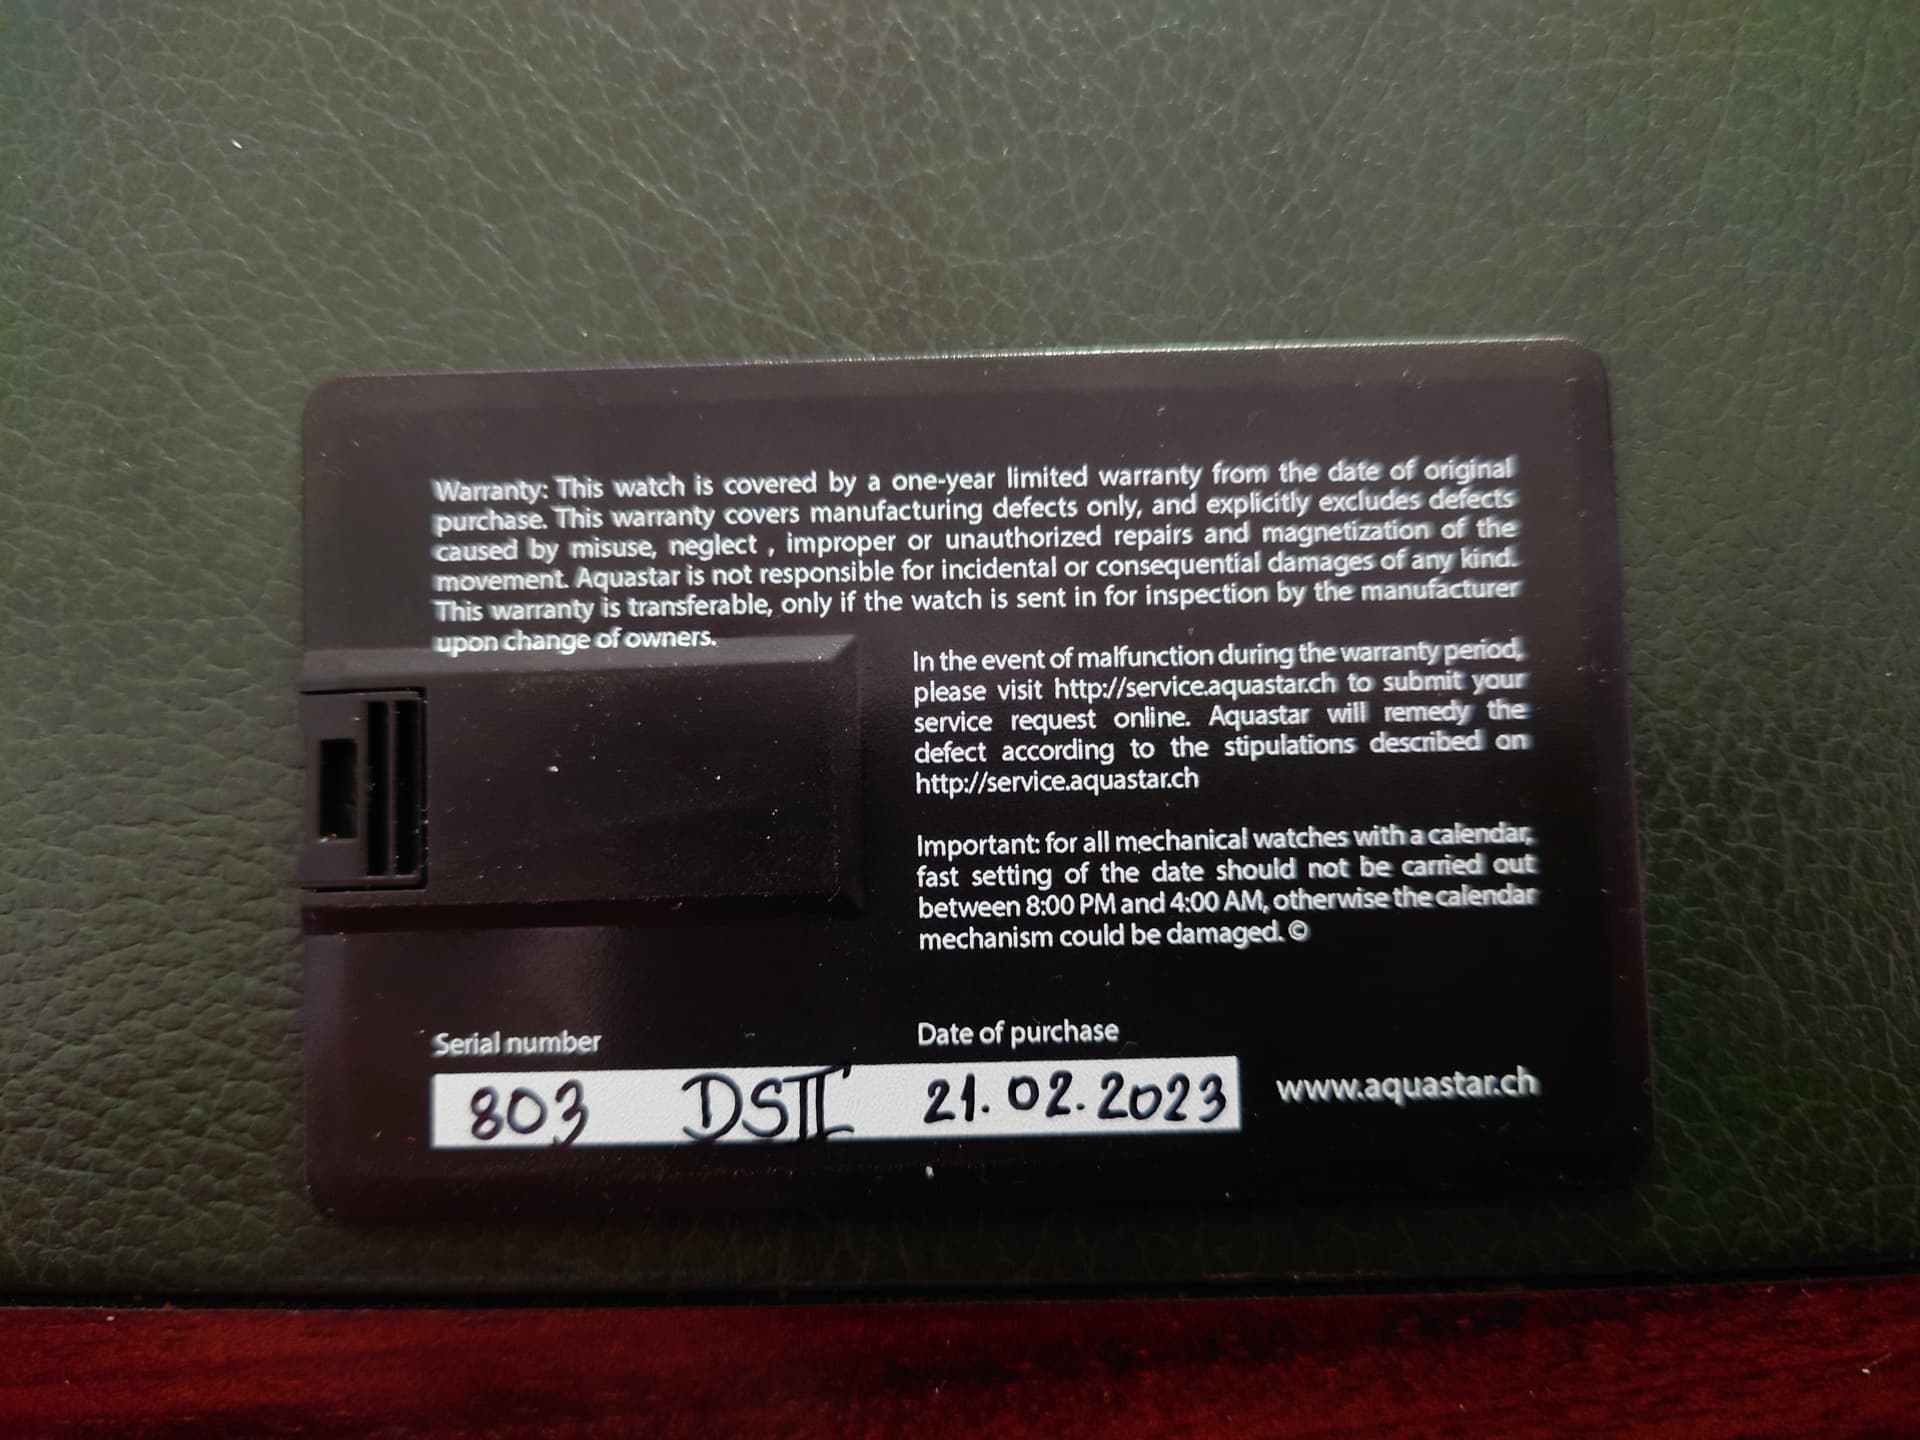 Warranty: This watch is covered by a one-year limited warranty from the date of original
purchase. This warranty covers manufacturing defects only, and explicitly excludes defects
caused by misuse, neglect , improper or unauthorized repairs and magnetization of the
movement. Aquastar is not responsible for incidental or consequential damages of any kind.
This warranty is transferable, only if the watch is sent in for inspection by the manufacturer
upon change of owners.
In the event of malfunction during the warranty period,
please visit http://service.aquastar.ch to submit your
service request online. Aquastar will remedy the
defect according to the stipulations described on
http://service.aquastar.ch
Important: for all mechanical watches with a calendar,
fast setting of the date should not be carried out
between 8:00 PM and 4:00 AM, otherwise the calendar
mechanism could be damaged. ©
Serial number
Date of purchase
803 DSII 21.02.2023
www.aquastar.ch